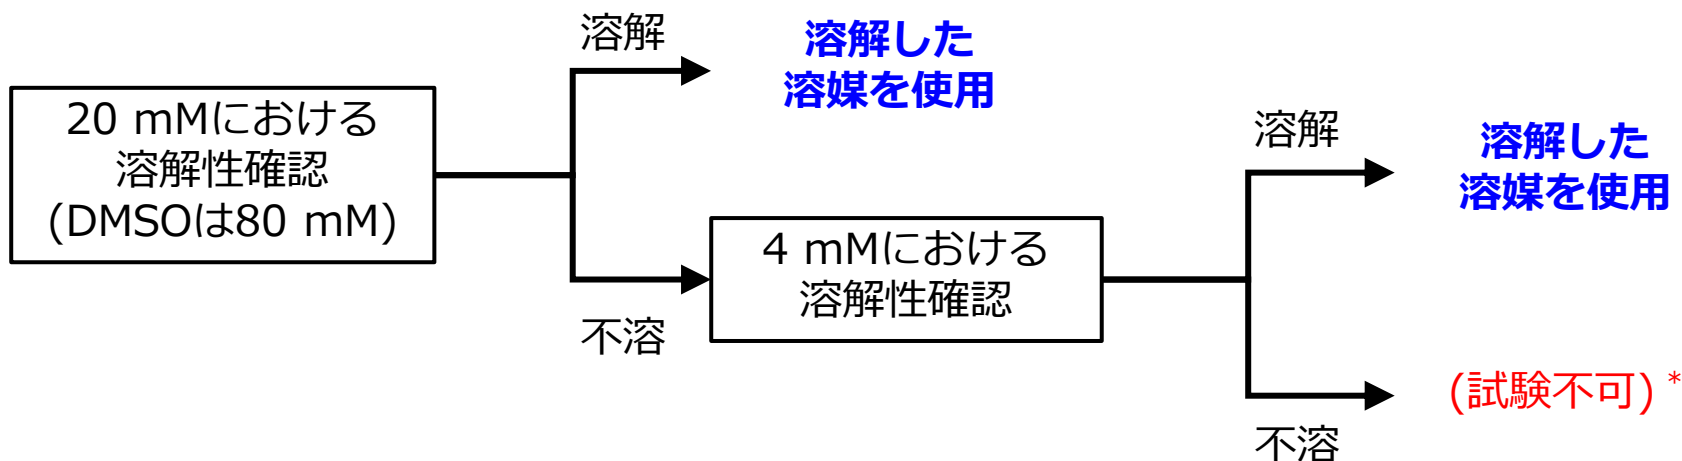 20 mMにおける
溶解性確認
(DMSOは80 mM)
溶解
溶解した
溶媒を使用
不溶
4 mMにおける
溶解性確認
溶解
溶解した
溶媒を使用
不溶
(試験不可) *